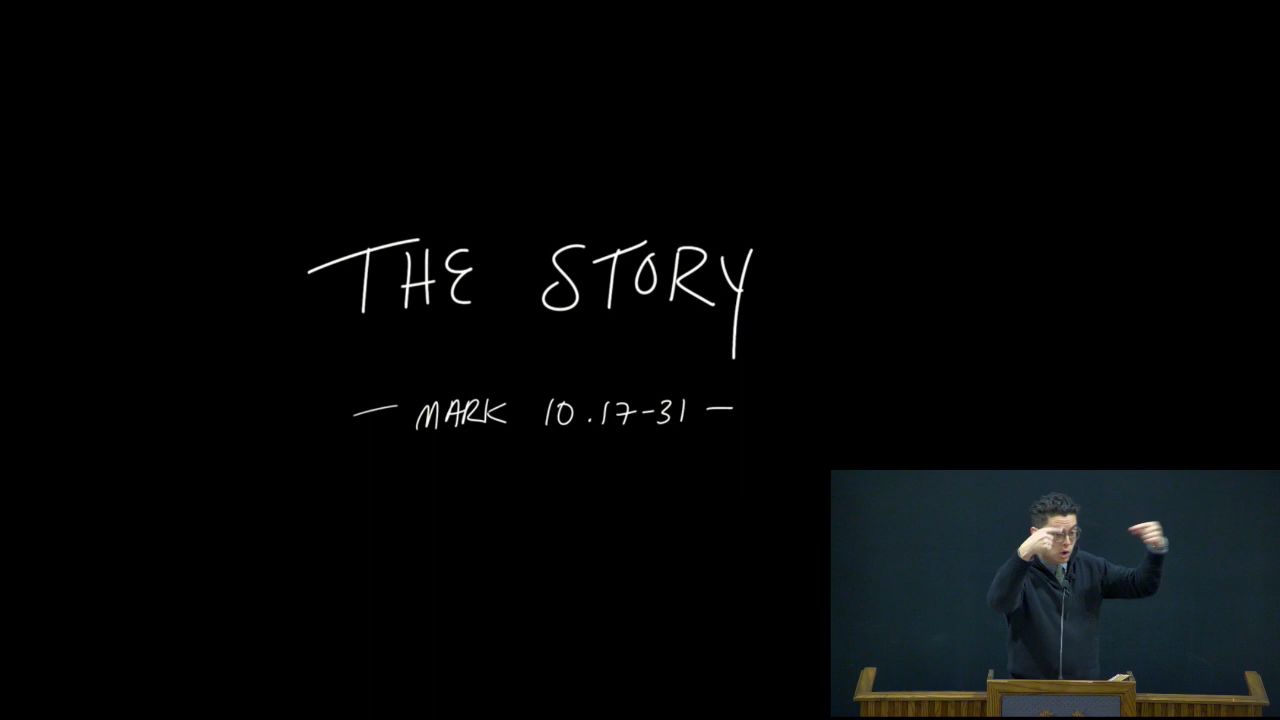 THE STORY
— MARK 10.17-31 —